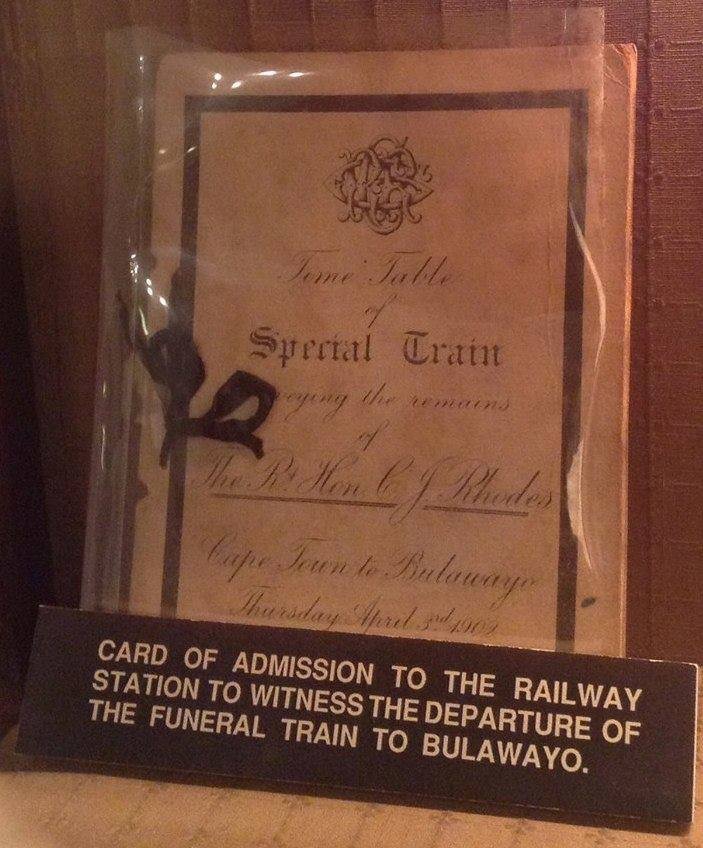 Time Table
of
Special Train
veying the remains
of
The Rt Hon C J Rhodes
Cape Town to Bulawayo
Thursday April 3rd 1902
CARD OF ADMISSION TO THE RAILWAY
STATION TO WITNESS THE DEPARTURE OF
THE FUNERAL TRAIN TO BULAWAYO.